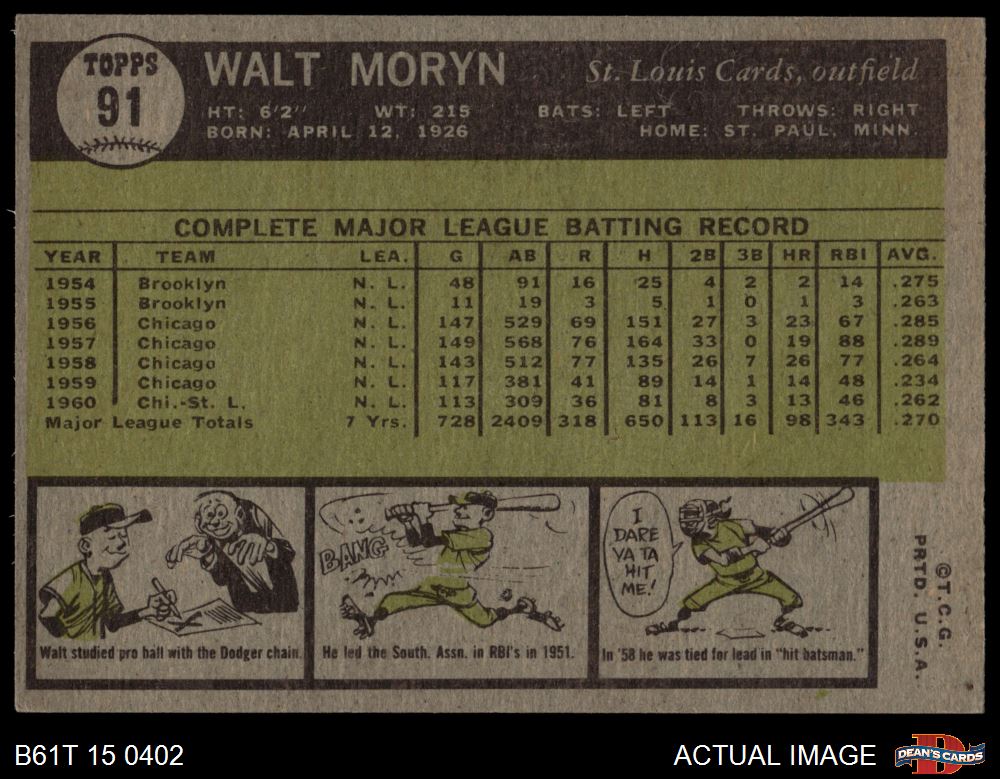 TOPPS
91
WALT MORYN St. Louis Cards, outfield
HT: 6'2" WT: 215 BATS: LEFT THROWS: RIGHT
BORN: APRIL 12, 1926 HOME: ST. PAUL, MINN.
COMPLETE MAJOR LEAGUE BATTING RECORD
YEAR TEAM LEA. G AB R H 2B 3B HR RBI AVG.
1954 Brooklyn N. L. 48 91 16 25 4 2 2 14 .275
1955 Brooklyn N. L. 11 19 3 5 1 0 1 3 .263
1956 Chicago N. L. 147 529 69 151 27 3 23 67 .285
1957 Chicago N. L. 149 568 76 164 33 0 19 88 .289
1958 Chicago N. L. 143 512 77 135 26 7 26 77 .264
1959 Chicago N. L. 117 381 41 89 14 1 14 48 .234
1960 Chi.-St. L. N. L. 113 309 36 81 8 3 13 46 .262
Major League Totals 7 Yrs. 728 2409 318 650 113 16 98 343 .270
Walt studied pro ball with the Dodger chain.
BANG
He led the South. Assn. in RBI's in 1951.
I
DARE
YA TA
HIT
ME!
In '58 he was tied for lead in "hit batsman."
©T.C.G.
PRTD. U.S.A.
B61T 15 0402 ACTUAL IMAGE
DEAN'S CARDS